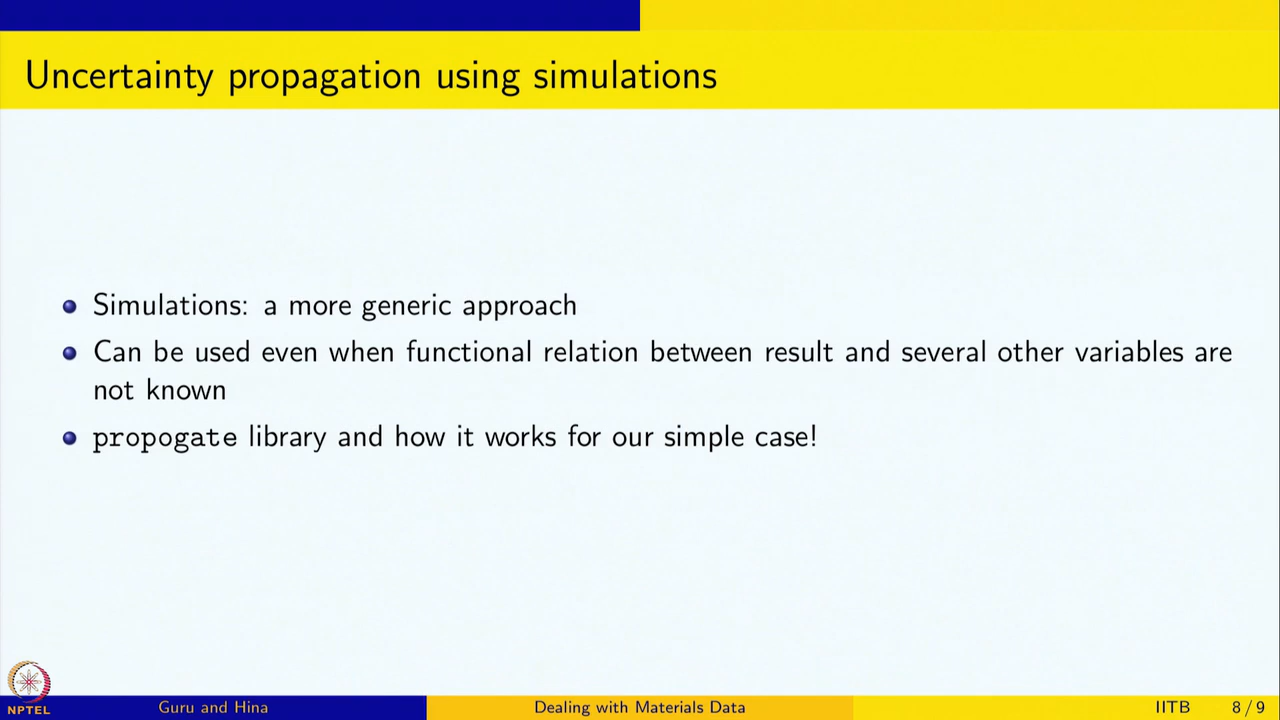 Uncertainty propagation using simulations
Simulations: a more generic approach
Can be used even when functional relation between result and several other variables are
not known
propogate library and how it works for our simple case!
NPTEL
Guru and Hina
Dealing with Materials Data
IITB
8 / 9